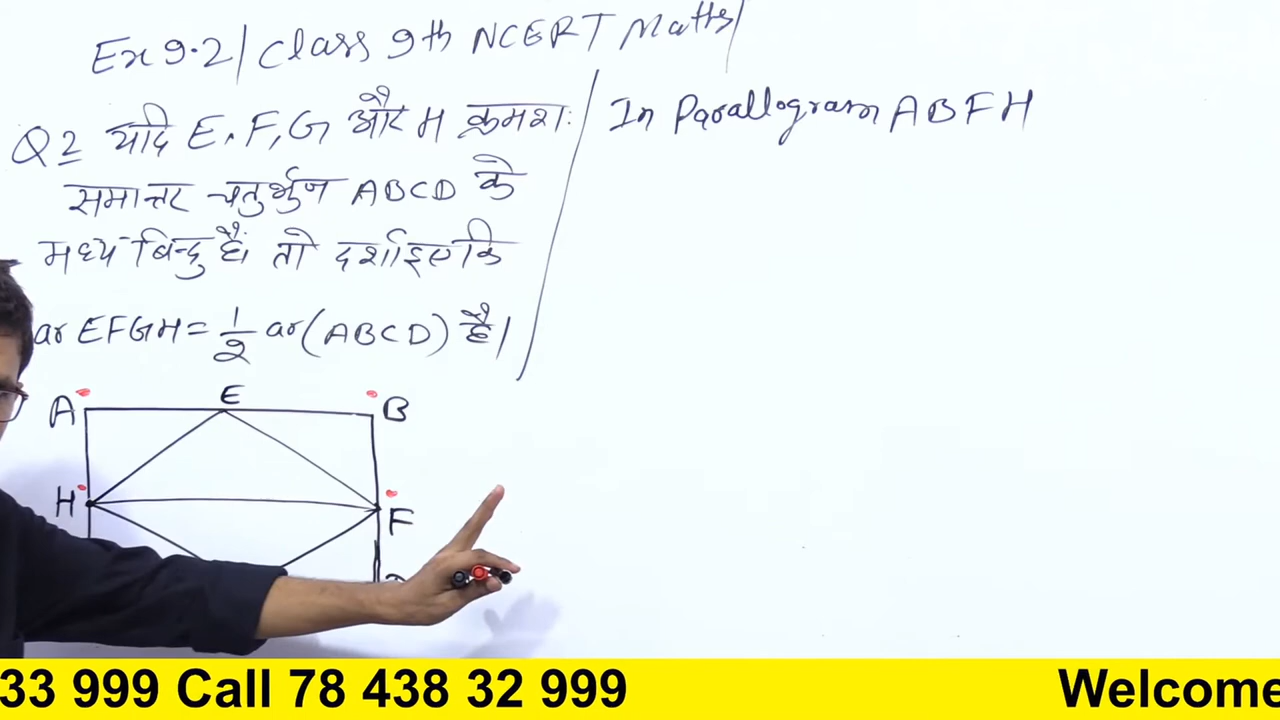 Ex 9.2 | Class 9th NCERT Maths |
Q2 यदि E, F, G और H क्रमशः
समान्तर चतुर्भुज ABCD के
मध्य बिन्दु है। तो दर्शाइए कि
ar EFGH = 1/2 ar(ABCD) है।
In Parallogram ABFH
A E B
H F
33 999 Call 78 438 32 999 Welcome